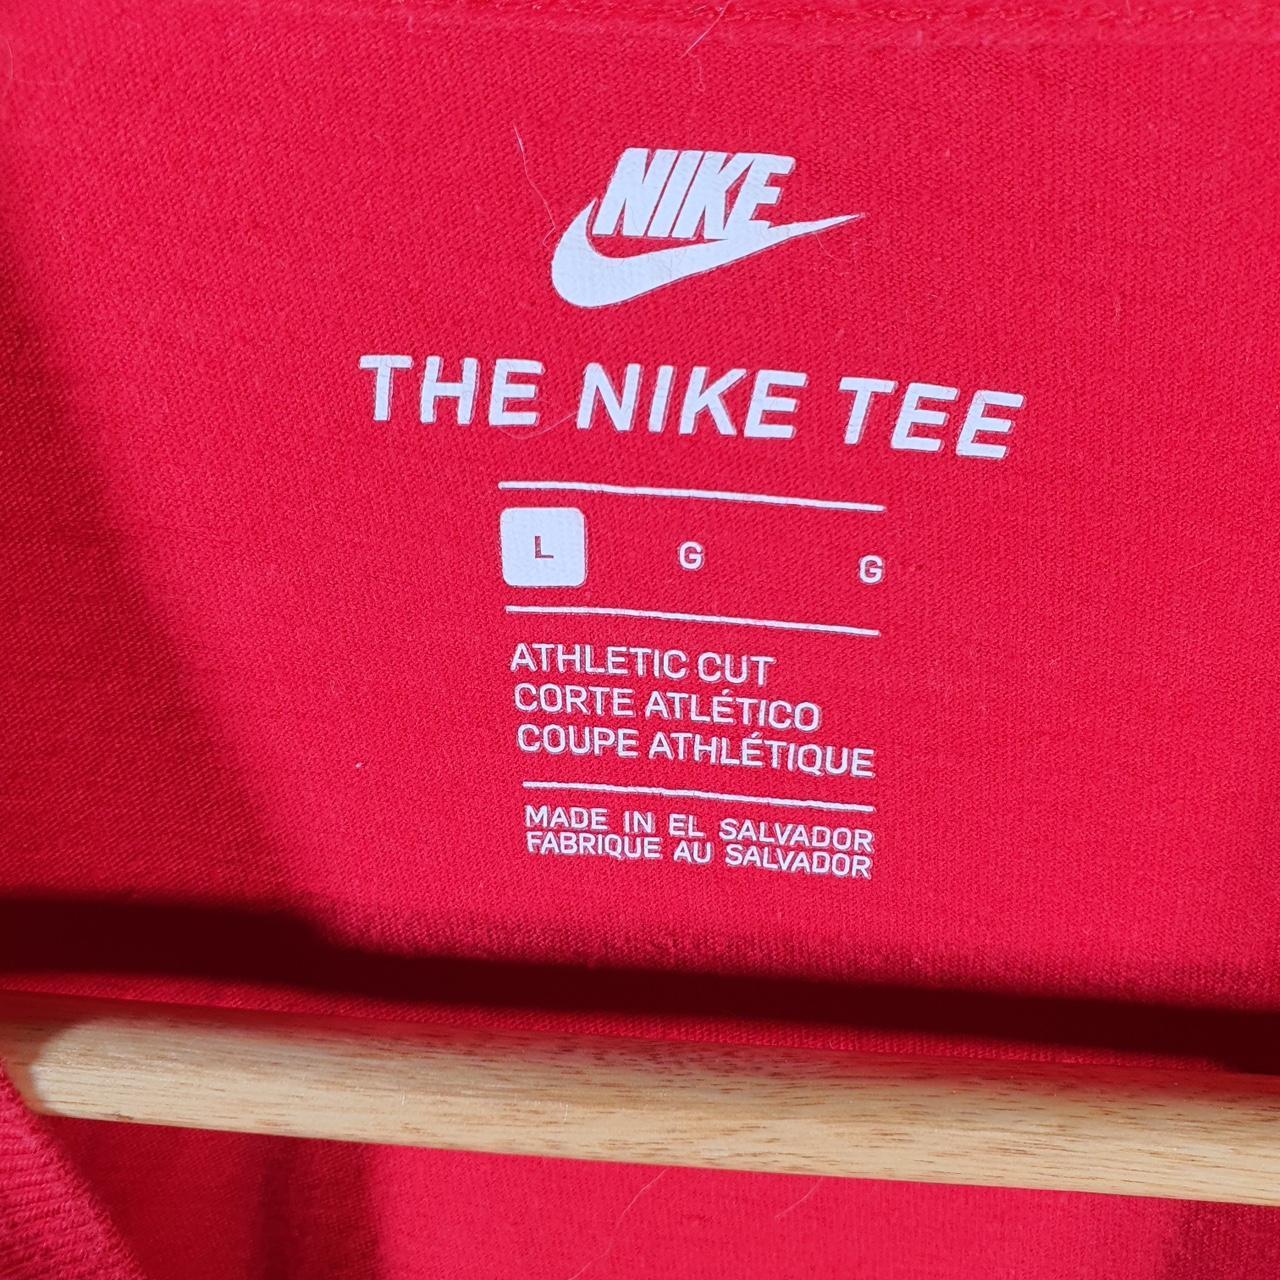 NIKE
THE NIKE TEE
L G G
ATHLETIC CUT
CORTE ATLÉTICO
COUPE ATHLÉTIQUE
MADE IN EL SALVADOR
FABRIQUE AU SALVADOR